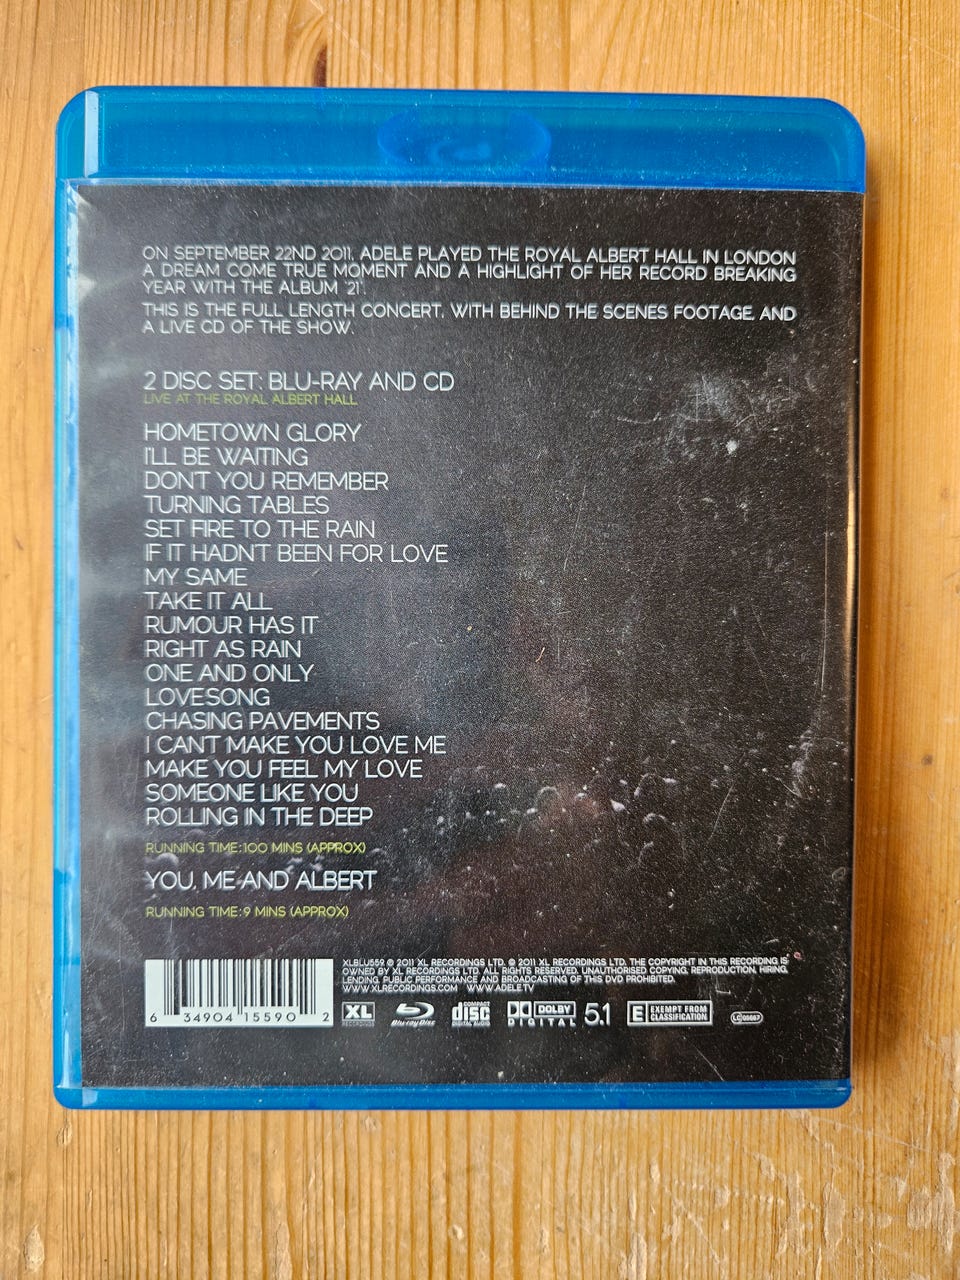 ON SEPTEMBER 22ND 2011, ADELE PLAYED THE ROYAL ALBERT HALL IN LONDON
A DREAM COME TRUE MOMENT AND A HIGHLIGHT OF HER RECORD BREAKING
YEAR WITH THE ALBUM '21'.
THIS IS THE FULL LENGTH CONCERT, WITH BEHIND THE SCENES FOOTAGE, AND
A LIVE CD OF THE SHOW.
2 DISC SET: BLU-RAY AND CD
LIVE AT THE ROYAL ALBERT HALL
HOMETOWN GLORY
I'LL BE WAITING
DON'T YOU REMEMBER
TURNING TABLES
SET FIRE TO THE RAIN
IF IT HADN'T BEEN FOR LOVE
MY SAME
TAKE IT ALL
RUMOUR HAS IT
RIGHT AS RAIN
ONE AND ONLY
LOVESONG
CHASING PAVEMENTS
I CAN'T MAKE YOU LOVE ME
MAKE YOU FEEL MY LOVE
SOMEONE LIKE YOU
ROLLING IN THE DEEP
RUNNING TIME: 100 MINS (APPROX)
YOU, ME AND ALBERT
RUNNING TIME: 9 MINS (APPROX)
XLBLU559 ℗ 2011 XL RECORDINGS LTD. © 2011 XL RECORDINGS LTD. THE COPYRIGHT IN THIS RECORDING IS
OWNED BY XL RECORDINGS LTD. ALL RIGHTS RESERVED. UNAUTHORISED COPYING, REPRODUCTION, HIRING,
LENDING, PUBLIC PERFORMANCE AND BROADCASTING OF THIS DVD PROHIBITED.
WWW.XLRECORDINGS.COM WWW.ADELE.TV
6 34904 15590 2
XL RECORDINGS
Blu-ray Disc
COMPACT disc DIGITAL AUDIO
DOLBY DIGITAL 5.1
E EXEMPT FROM CLASSIFICATION
LC 05667